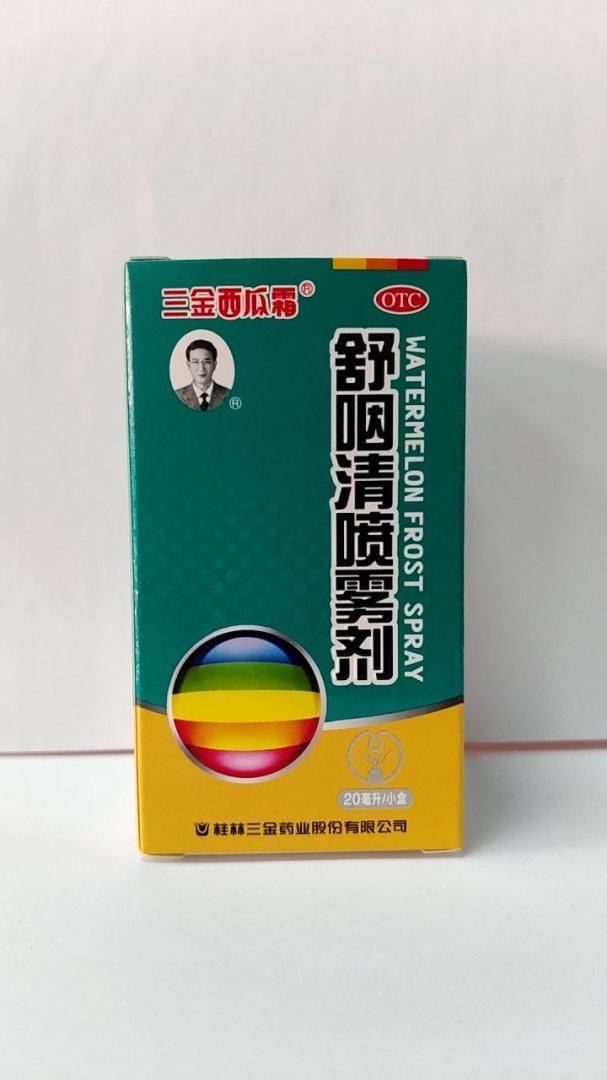 三金西瓜霜®
OTC
®
舒咽清喷雾剂
WATERMELON FROST SPRAY
20毫升/小盒
桂林三金药业股份有限公司